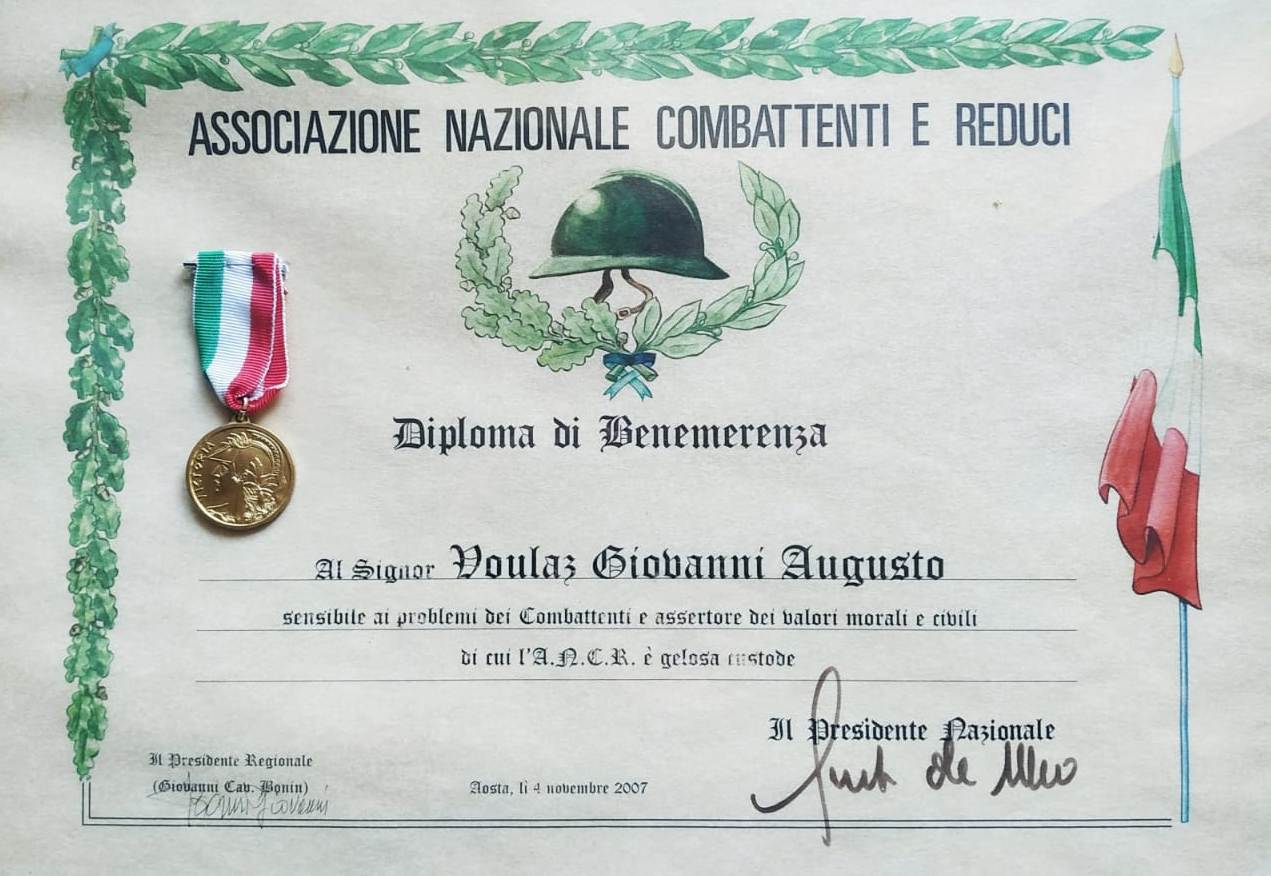 ASSOCIAZIONE NAZIONALE COMBATTENTI E REDUCI
Diploma di Benemerenza
Al Signor Voulaz Giovanni Augusto
sensibile ai problemi dei Combattenti e assertore dei valori morali e civili
di cui l'A.N.C.R. è gelosa custode
Il Presidente Nazionale
Il Presidente Regionale
(Giovanni Cav. Bonin)
Bonin Giovanni
Aosta, lì 4 novembre 2007